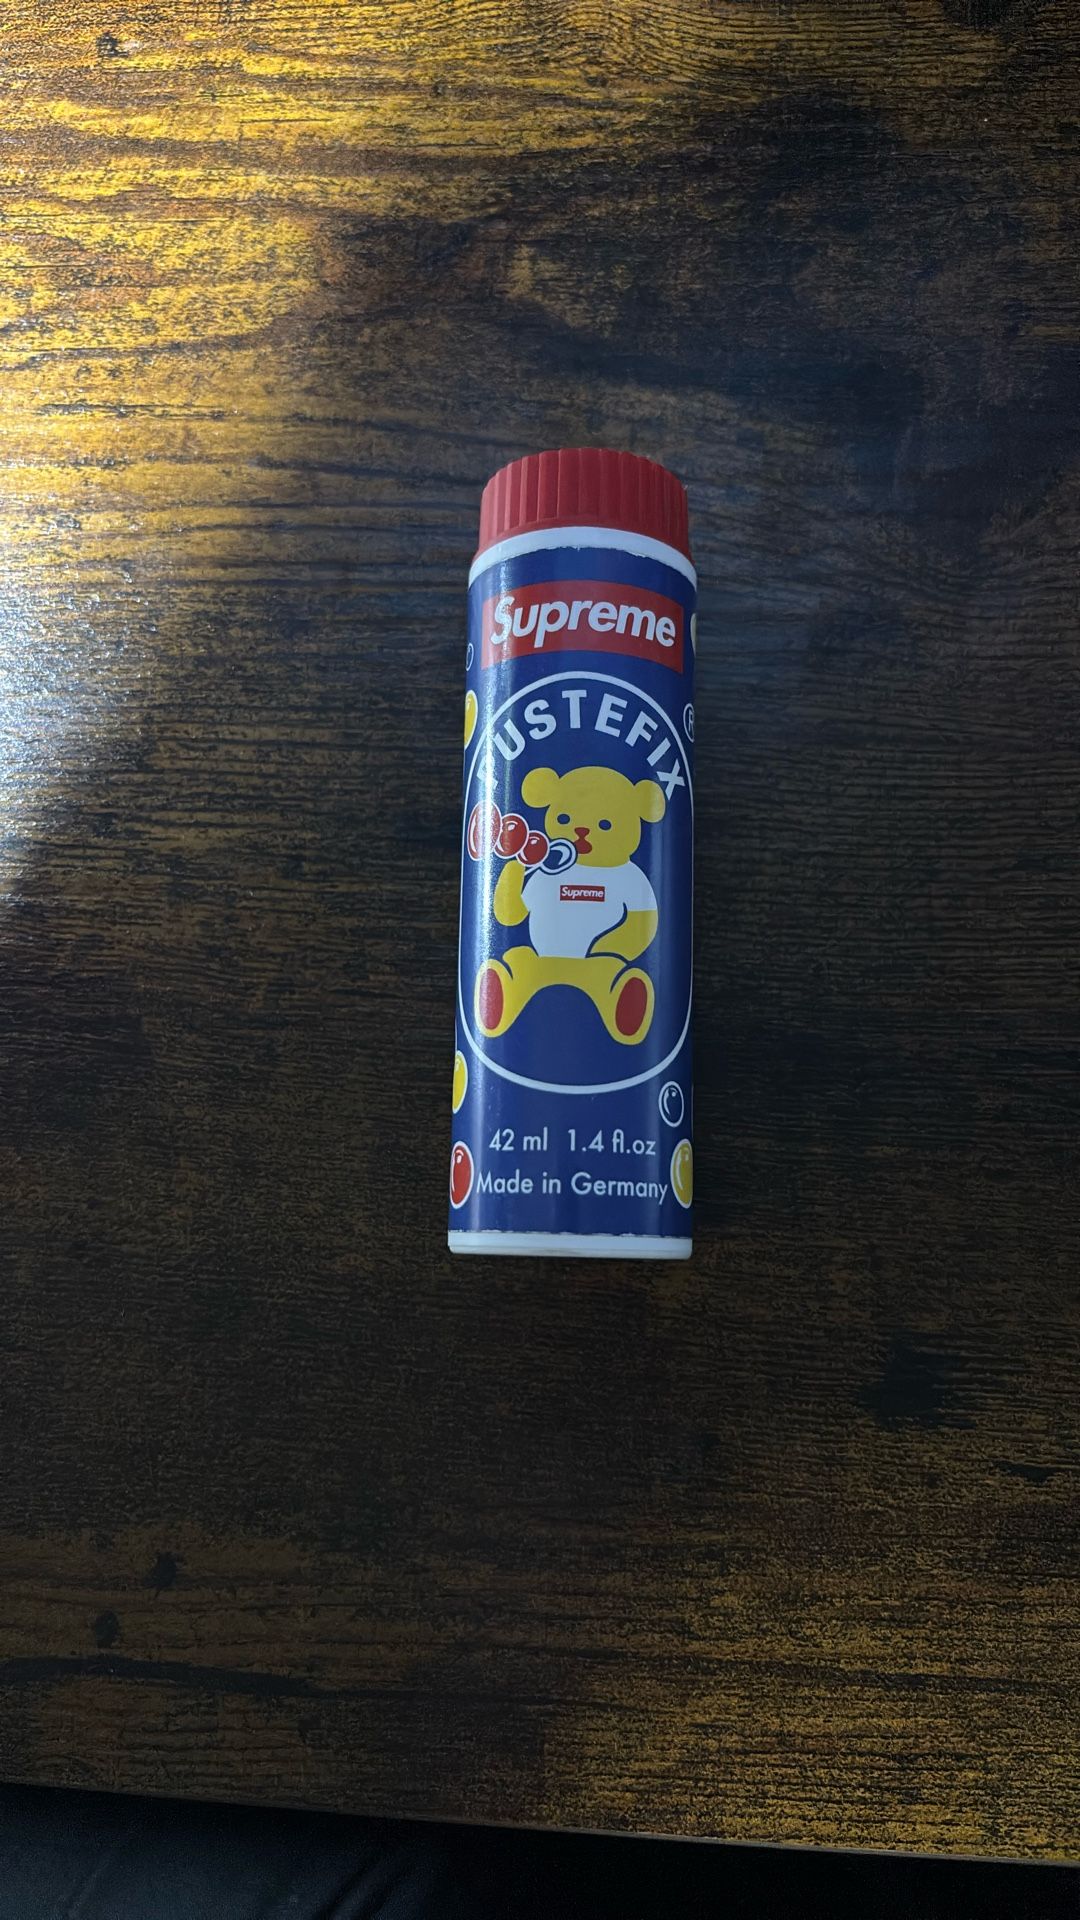 Supreme
PUSTEFIX
®
Supreme
42 ml 1.4 fl.oz
Made in Germany